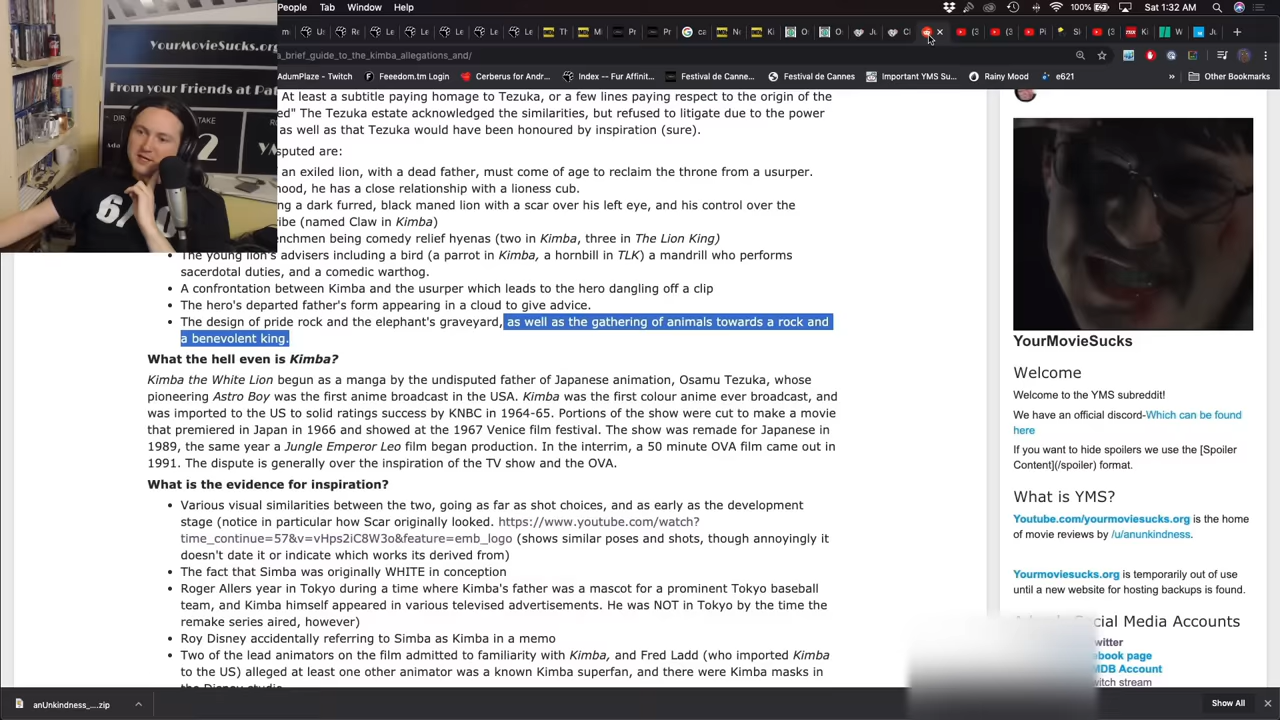 People Tab Window Help
100% Sat 1:32 AM
_brief_guide_to_the_kimba_allegations_and/
AdumPlaze - Twitch
Feeedom.tm Login
Cerberus for Andr...
Index -- Fur Affinit...
Festival de Canne...
Festival de Cannes
Important YMS Su...
Rainy Mood
e621
Other Bookmarks
YourMovieSucks.org
From your Friends at Pat
TAKE
2
At least a subtitle paying homage to Tezuka, or a few lines paying respect to the origin of the
ed" The Tezuka estate acknowledged the similarities, but refused to litigate due to the power
as well as that Tezuka would have been honoured by inspiration (sure).
sputed are:
an exiled lion, with a dead father, must come of age to reclaim the throne from a usurper.
ood, he has a close relationship with a lioness cub.
ng a dark furred, black maned lion with a scar over his left eye, and his control over the
ribe (named Claw in Kimba)
enchmen being comedy relief hyenas (two in Kimba, three in The Lion King)
The young lion's advisers including a bird (a parrot in Kimba, a hornbill in TLK) a mandrill who performs
sacerdotal duties, and a comedic warthog.
A confrontation between Kimba and the usurper which leads to the hero dangling off a clip
The hero's departed father's form appearing in a cloud to give advice.
The design of pride rock and the elephant's graveyard, as well as the gathering of animals towards a rock and
a benevolent king.
What the hell even is Kimba?
Kimba the White Lion begun as a manga by the undisputed father of Japanese animation, Osamu Tezuka, whose
pioneering Astro Boy was the first anime broadcast in the USA. Kimba was the first colour anime ever broadcast, and
was imported to the US to solid ratings success by KNBC in 1964-65. Portions of the show were cut to make a movie
that premiered in Japan in 1966 and showed at the 1967 Venice film festival. The show was remade for Japanese in
1989, the same year a Jungle Emperor Leo film began production. In the interrim, a 50 minute OVA film came out in
1991. The dispute is generally over the inspiration of the TV show and the OVA.
What is the evidence for inspiration?
Various visual similarities between the two, going as far as shot choices, and as early as the development
stage (notice in particular how Scar originally looked. https://www.youtube.com/watch?
time_continue=57&v=vHps2iC8W3o&feature=emb_logo (shows similar poses and shots, though annoyingly it
doesn't date it or indicate which works its derived from)
The fact that Simba was originally WHITE in conception
Roger Allers year in Tokyo during a time where Kimba's father was a mascot for a prominent Tokyo baseball
team, and Kimba himself appeared in various televised advertisements. He was NOT in Tokyo by the time the
remake series aired, however)
Roy Disney accidentally referring to Simba as Kimba in a memo
Two of the lead animators on the film admitted to familiarity with Kimba, and Fred Ladd (who imported Kimba
to the US) alleged at least one other animator was a known Kimba superfan, and there were Kimba masks in
the Disney studio
YourMovieSucks
Welcome
Welcome to the YMS subreddit!
We have an official discord-Which can be found
here
If you want to hide spoilers we use the [Spoiler
Content](/spoiler) format.
What is YMS?
Youtube.com/yourmoviesucks.org is the home
of movie reviews by /u/anunkindness.
Yourmoviesucks.org is temporarily out of use
until a new website for hosting backups is found.
ocial Media Accounts
witter
ebook page
MDB Account
witch stream
anUnkindness_....zip
Show All